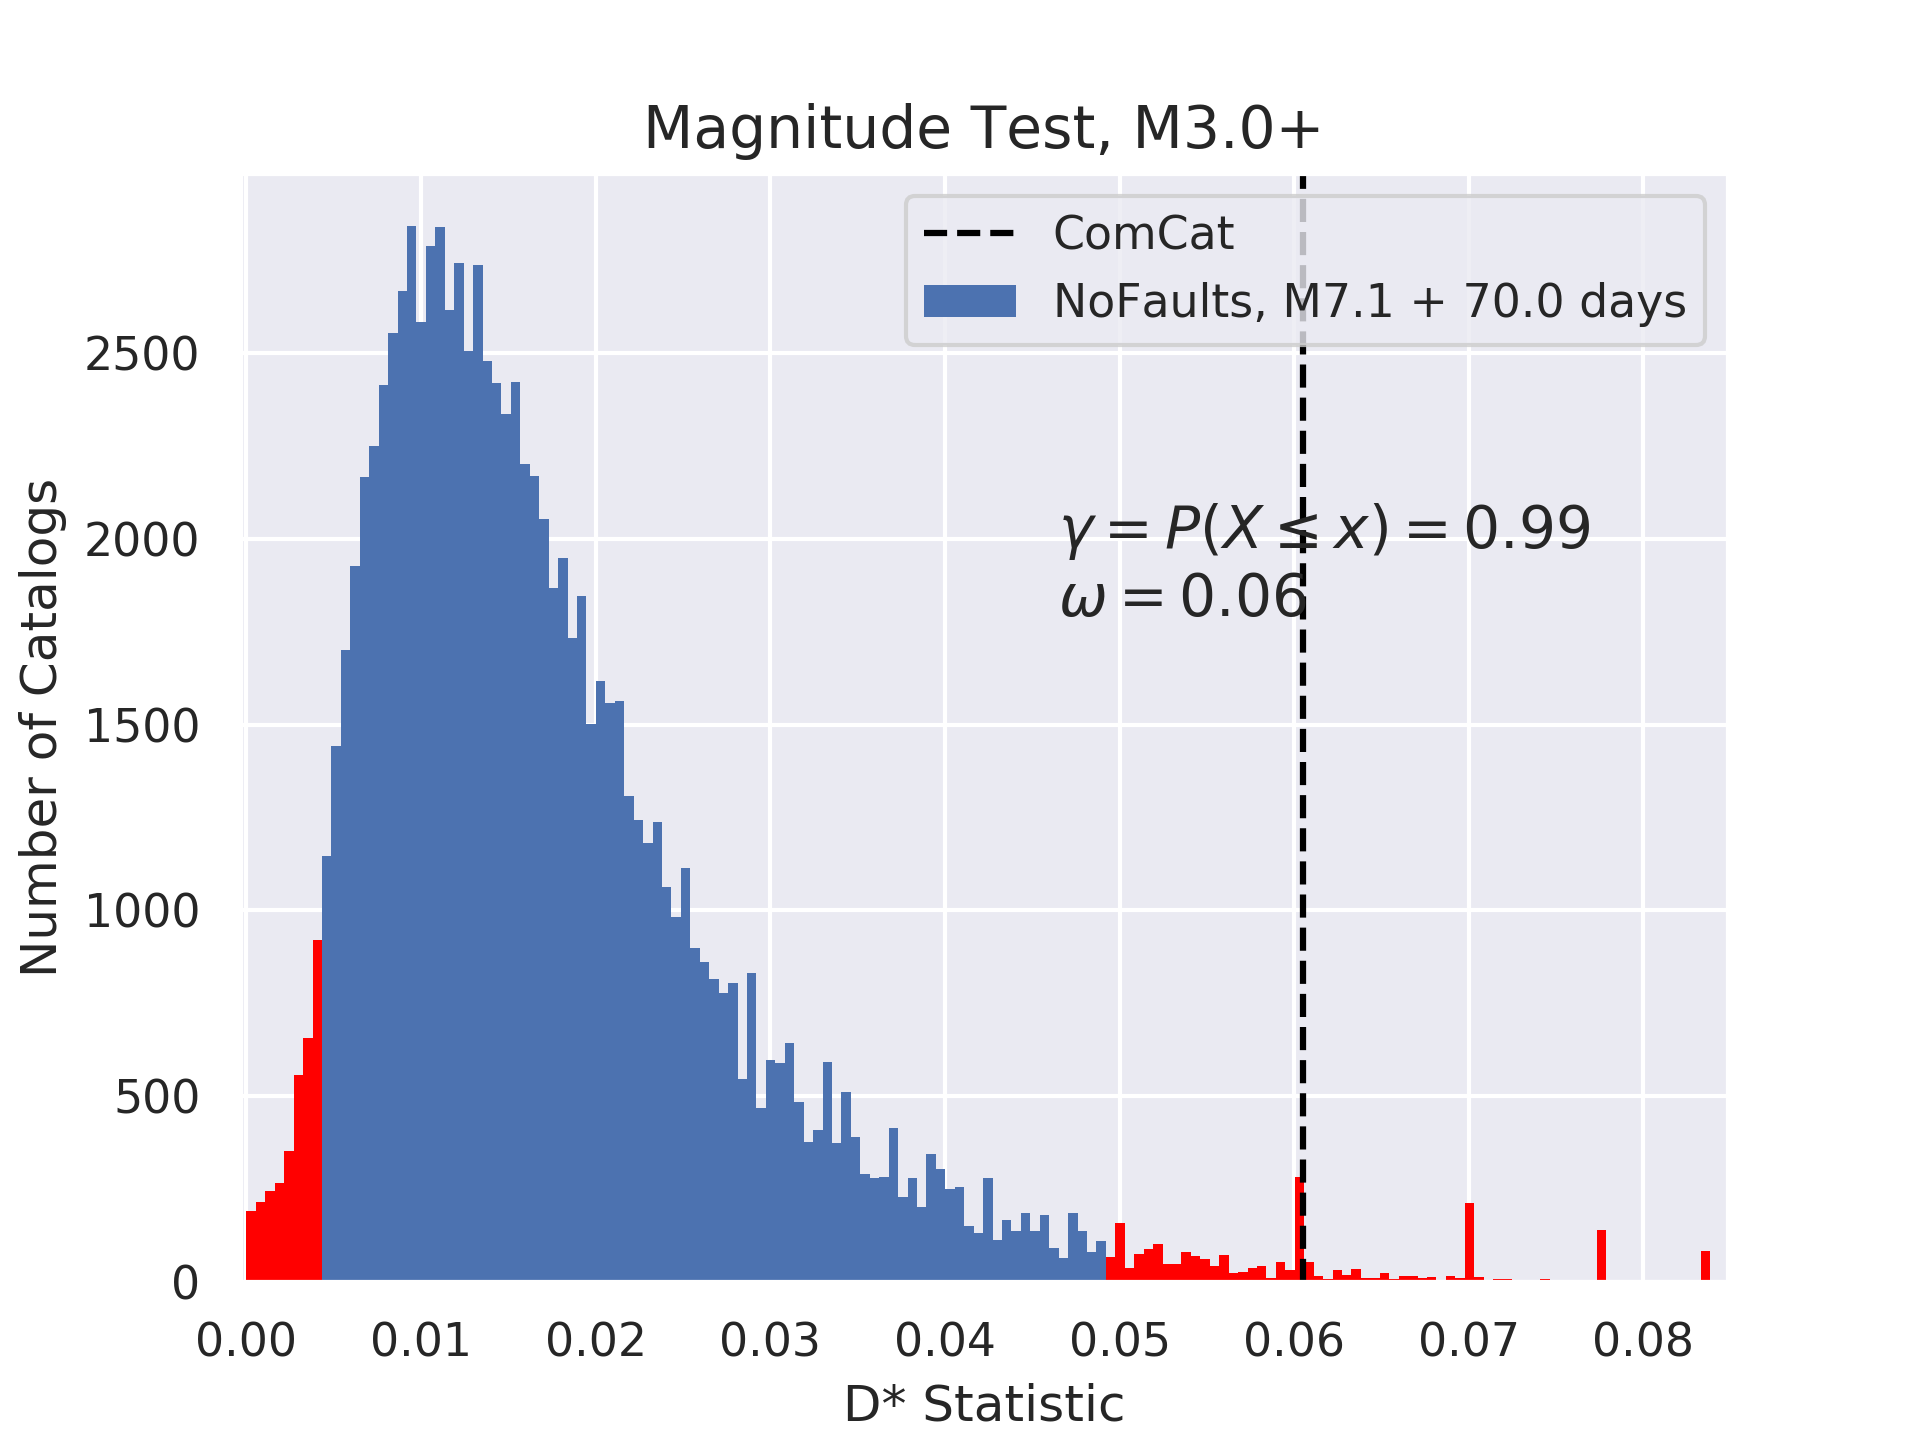 Magnitude Test, M3.0+
ComCat
NoFaults, M7.1 + 70.0 days
γ = P(X ≤ x) = 0.99
ω = 0.06
Number of Catalogs
2500
2000
1500
1000
500
0
0.00 0.01 0.02 0.03 0.04 0.05 0.06 0.07 0.08
D* Statistic